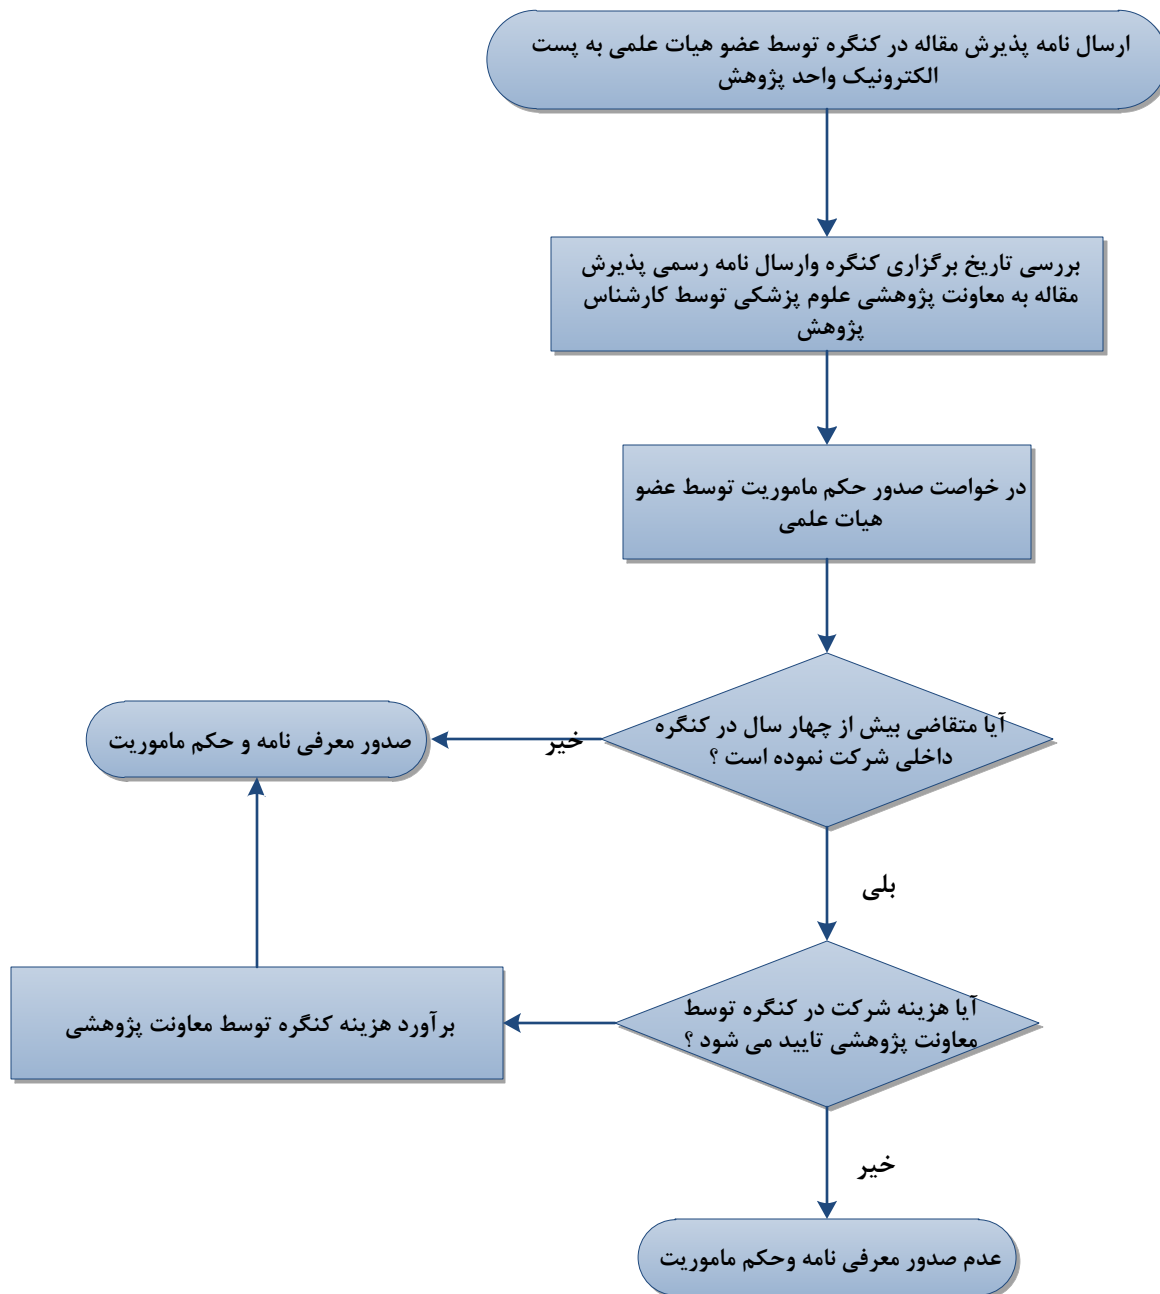 ارسال نامه پذیرش مقاله در کنگره توسط عضو هیات علمی به پست
الکترونیک واحد پژوهش
بررسی تاریخ برگزاری کنگره وارسال نامه رسمی پذیرش
مقاله به معاونت پژوهشی علوم پزشکی توسط کارشناس
پژوهش
در خواصت صدور حکم ماموریت توسط عضو
هیات علمی
آیا متقاضی بیش از چهار سال در کنگره
داخلی شرکت نموده است ؟
خیر
صدور معرفی نامه و حکم ماموریت
بلی
آیا هزینه شرکت در کنگره توسط
معاونت پژوهشی تایید می شود ؟
برآورد هزینه کنگره توسط معاونت پژوهشی
خیر
عدم صدور معرفی نامه وحکم ماموریت